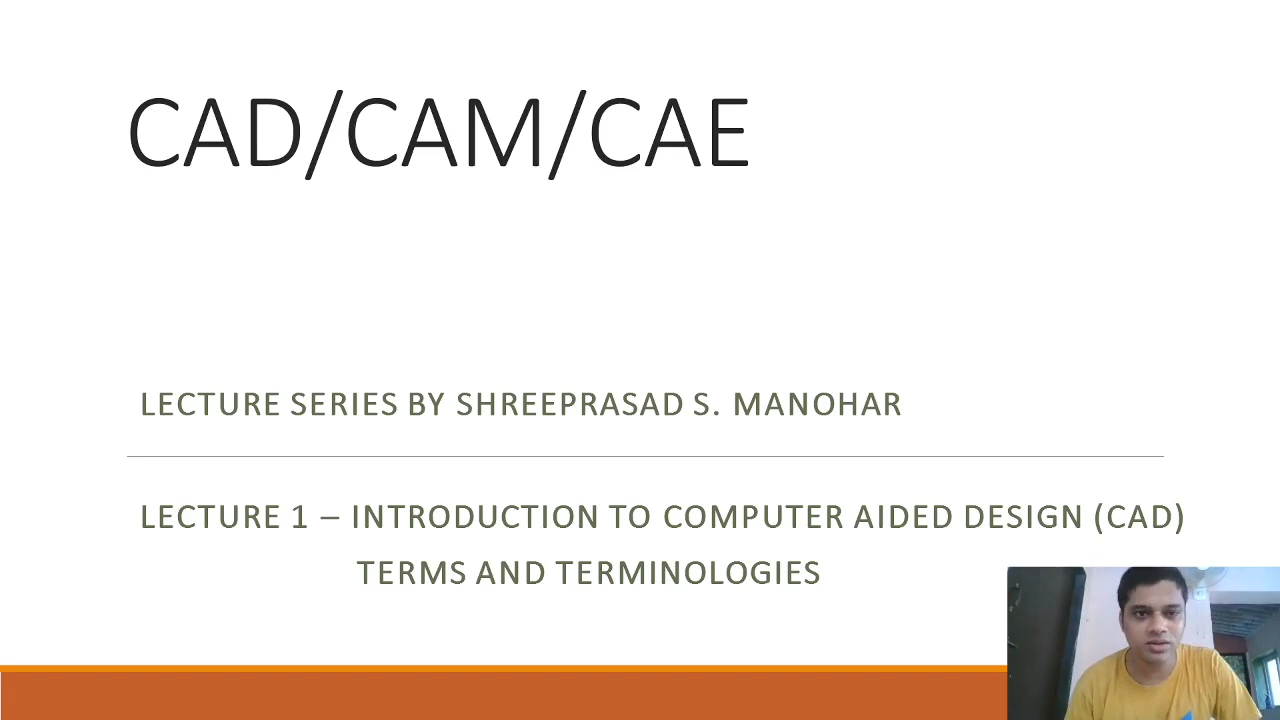 CAD/CAM/CAE
LECTURE SERIES BY SHREEPRASAD S. MANOHAR
LECTURE 1 – INTRODUCTION TO COMPUTER AIDED DESIGN (CAD)
TERMS AND TERMINOLOGIES